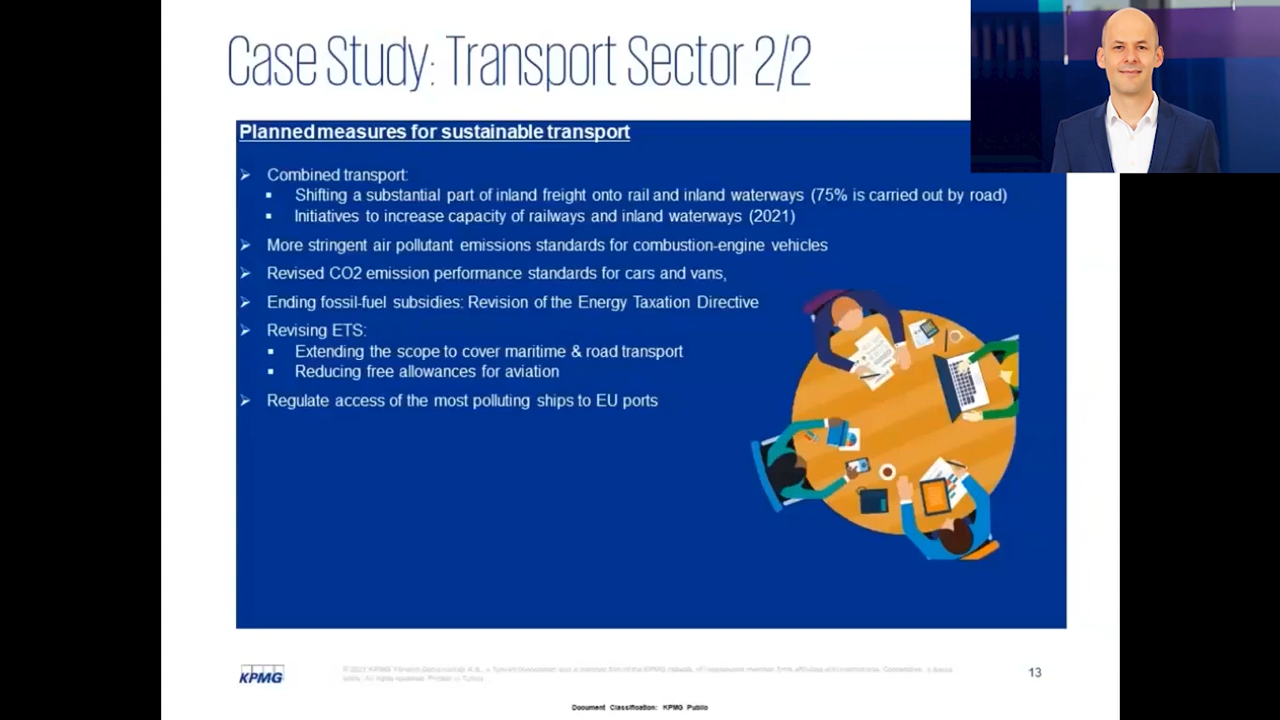 Case Study: Transport Sector 2/2
Planned measures for sustainable transport
➢ Combined transport:
▪ Shifting a substantial part of inland freight onto rail and inland waterways (75% is carried out by road)
▪ Initiatives to increase capacity of railways and inland waterways (2021)
➢ More stringent air pollutant emissions standards for combustion-engine vehicles
➢ Revised CO2 emission performance standards for cars and vans,
➢ Ending fossil-fuel subsidies: Revision of the Energy Taxation Directive
➢ Revising ETS:
▪ Extending the scope to cover maritime & road transport
▪ Reducing free allowances for aviation
➢ Regulate access of the most polluting ships to EU ports
KPMG
13
Document Classification: KPMG Public